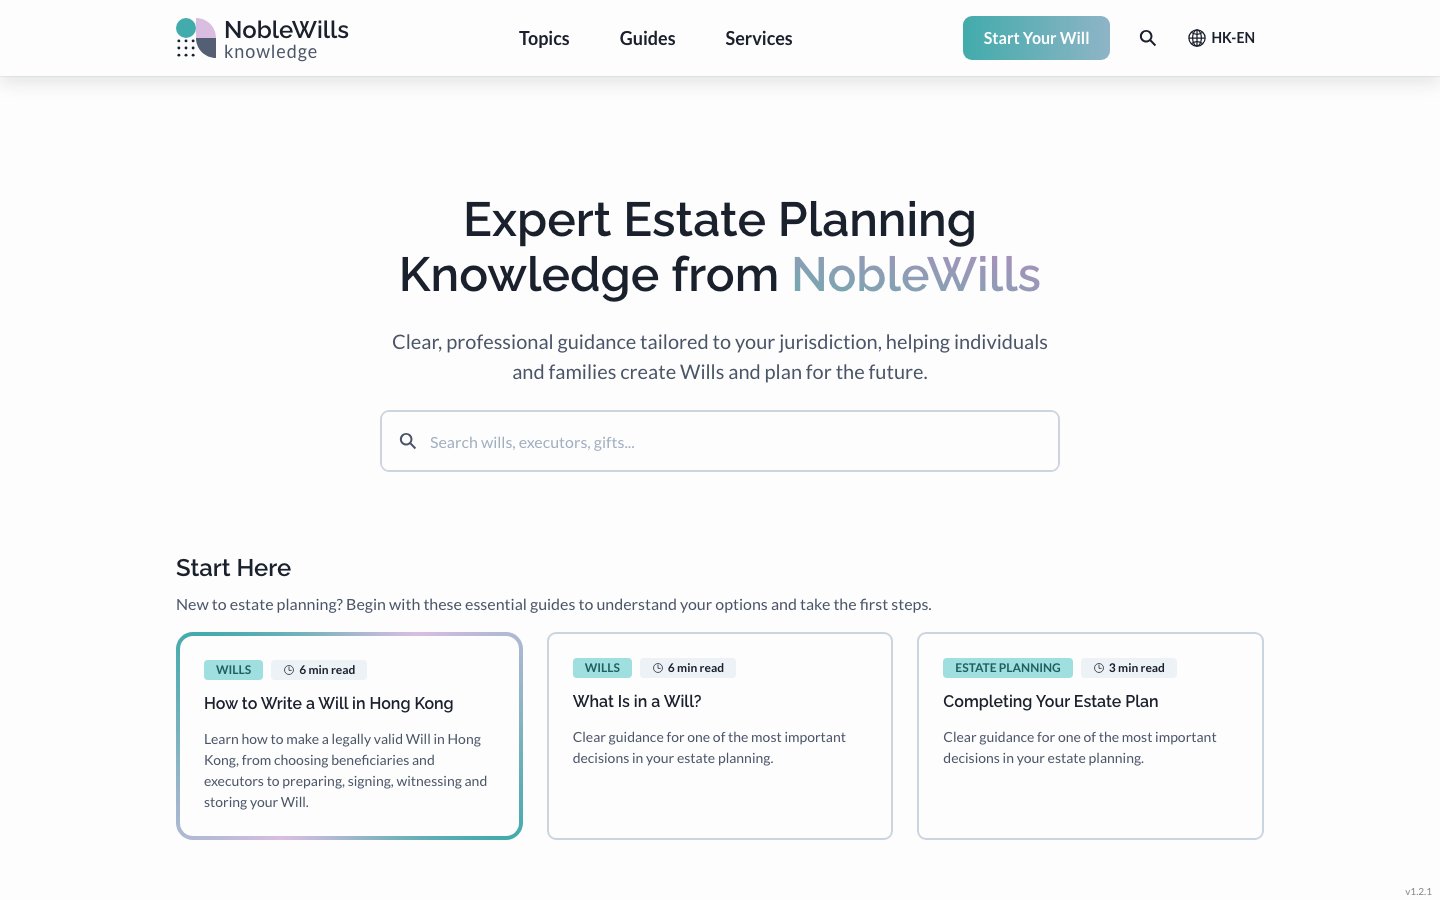 NobleWills
knowledge
Topics
Guides
Services
Start Your Will
HK-EN
Expert Estate Planning
Knowledge from NobleWills
Clear, professional guidance tailored to your jurisdiction, helping individuals
and families create Wills and plan for the future.
Search wills, executors, gifts...
Start Here
New to estate planning? Begin with these essential guides to understand your options and take the first steps.
WILLS
6 min read
How to Write a Will in Hong Kong
Learn how to make a legally valid Will in Hong
Kong, from choosing beneficiaries and
executors to preparing, signing, witnessing and
storing your Will.
WILLS
6 min read
What Is in a Will?
Clear guidance for one of the most important
decisions in your estate planning.
ESTATE PLANNING
3 min read
Completing Your Estate Plan
Clear guidance for one of the most important
decisions in your estate planning.
v1.2.1